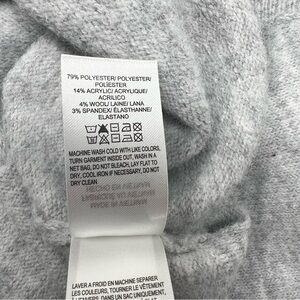 79% POLYESTER/ POLYESTER/
POLIÉSTER
14% ACRYLIC/ ACRYLIQUE/
ACRILICO
4% WOOL/ LAINE/ LANA
3% SPANDEX/ ÉLASTHANNE/
ELASTANO
MACHINE WASH COLD WITH LIKE COLORS,
TURN GARMENT INSIDE OUT, WASH IN A
NET BAG, DO NOT BLEACH, LAY FLAT TO
DRY, COOL IRON IF NECESSARY, DO NOT
DRY CLEAN
LAVER A FROID EN MACHINE SEPARER
LES COULEURS, TOURNER LE VÊTEMENT
L'ENVERS, DANS UN SAC UNIQUEMENT,